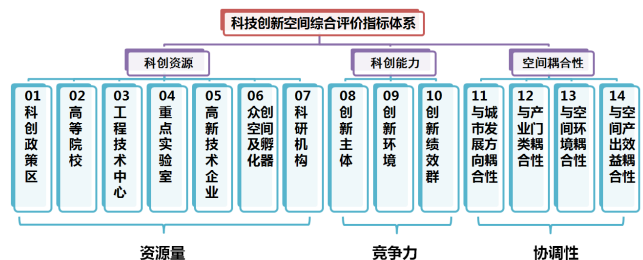 科技创新空间综合评价指标体系
科创资源
科创能力
空间耦合性
01
科创政策区
02
高等院校
03
工程技术中心
04
重点实验室
05
高新技术企业
06
众创空间及孵化器
07
科研机构
08
创新主体
09
创新环境
10
创新绩效群
11
与城市发展方向耦合性
12
与产业门类耦合性
13
与空间环境耦合性
14
与空间产出效益耦合性
资源量
竞争力
协调性